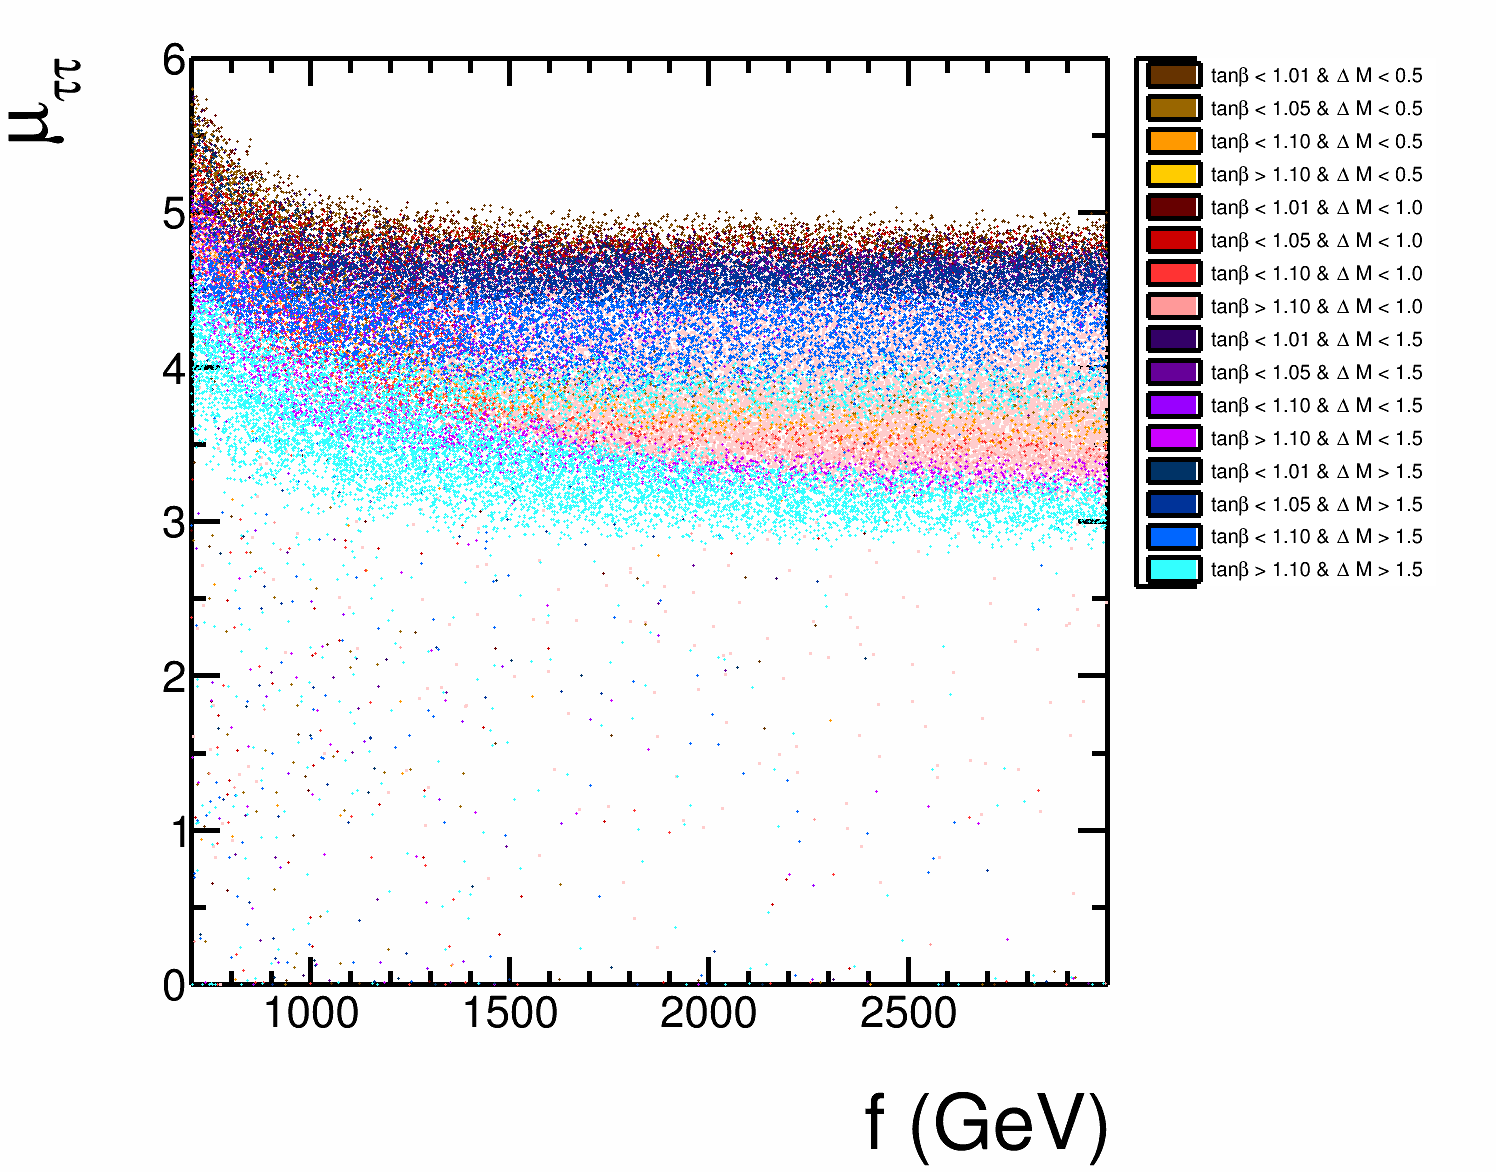 μττ
6
5
4
3
2
1
0
1000 1500 2000 2500
f (GeV)
tanβ < 1.01 & Δ M < 0.5
tanβ < 1.05 & Δ M < 0.5
tanβ < 1.10 & Δ M < 0.5
tanβ > 1.10 & Δ M < 0.5
tanβ < 1.01 & Δ M < 1.0
tanβ < 1.05 & Δ M < 1.0
tanβ < 1.10 & Δ M < 1.0
tanβ > 1.10 & Δ M < 1.0
tanβ < 1.01 & Δ M < 1.5
tanβ < 1.05 & Δ M < 1.5
tanβ < 1.10 & Δ M < 1.5
tanβ > 1.10 & Δ M < 1.5
tanβ < 1.01 & Δ M > 1.5
tanβ < 1.05 & Δ M > 1.5
tanβ < 1.10 & Δ M > 1.5
tanβ > 1.10 & Δ M > 1.5